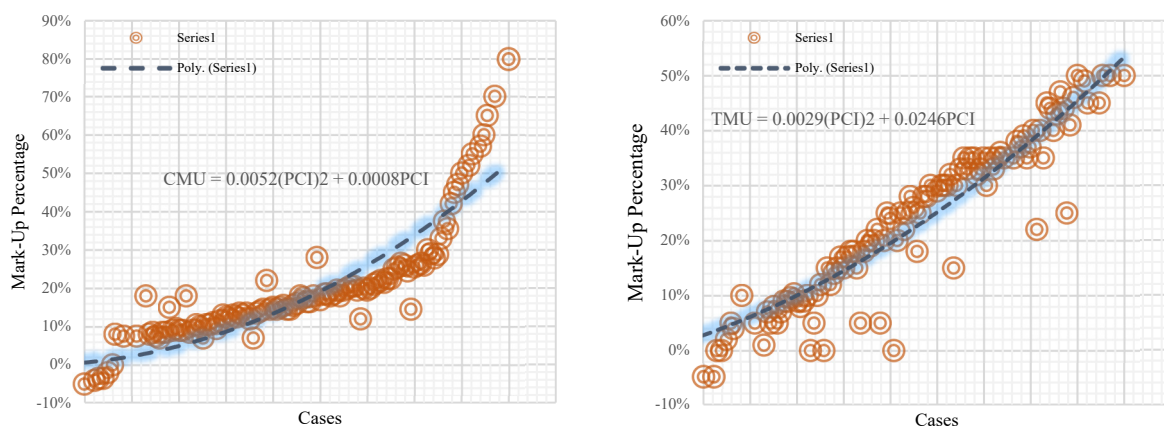 90%
80%
70%
60%
50%
40%
30%
20%
10%
0%
-10%
Mark-Up Percentage
Series1
Poly. (Series1)
CMU = 0.0052(PCI)2 + 0.0008PCI
Cases
60%
50%
40%
30%
20%
10%
0%
-10%
Mark-Up Percentage
Series1
Poly. (Series1)
TMU = 0.0029(PCI)2 + 0.0246PCI
Cases